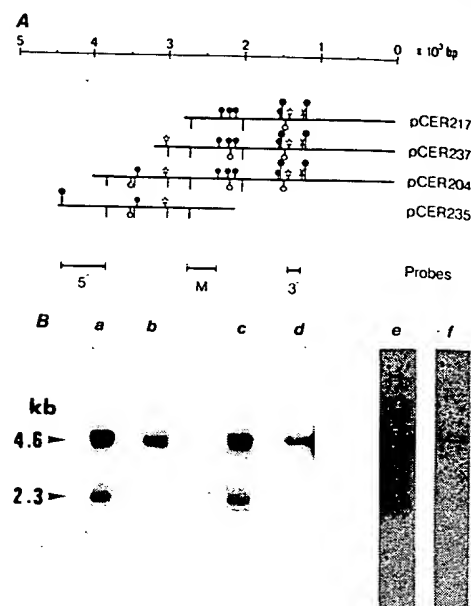 A
5 4 3 2 1 0 x 10³ bp
pCER217
pCER237
pCER204
pCER235
5' M 3' Probes
B a b c d e f
kb
4.6
2.3